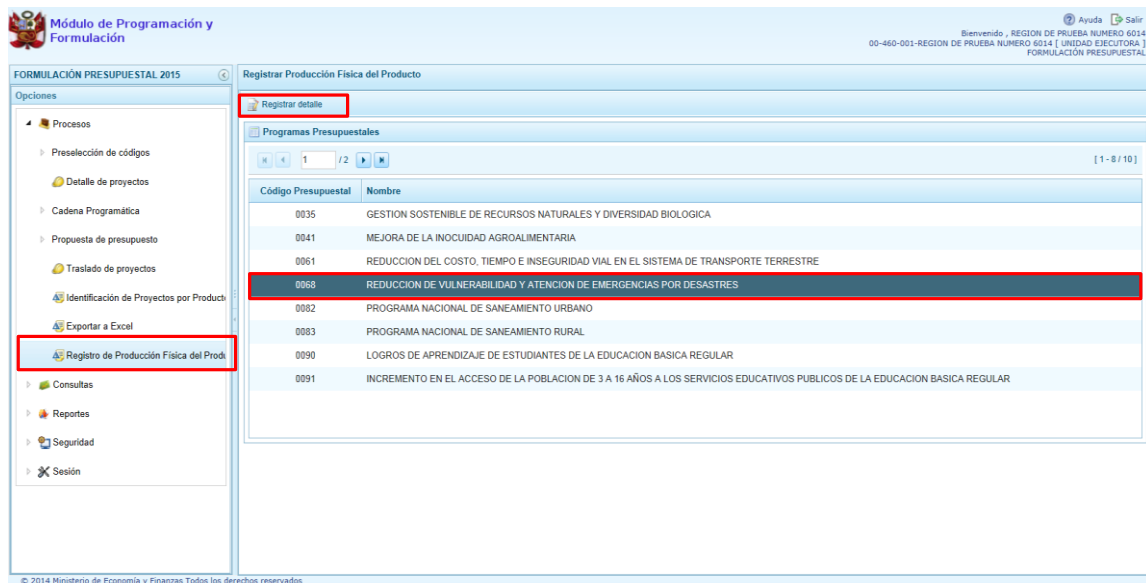 Módulo de Programación y
Formulación
Ayuda Salir
Bienvenido , REGION DE PRUEBA NUMERO 6014
00-460-001-REGION DE PRUEBA NUMERO 6014 [ UNIDAD EJECUTORA ]
FORMULACIÓN PRESUPUESTAL
FORMULACIÓN PRESUPUESTAL 2015
Opciones
Procesos
Preselección de códigos
Detalle de proyectos
Cadena Programática
Propuesta de presupuesto
Traslado de proyectos
Identificación de Proyectos por Producto
Exportar a Excel
Registro de Producción Física del Produ
Consultas
Reportes
Seguridad
Sesión
Registrar Producción Física del Producto
Registrar detalle
Programas Presupuestales
1 / 2 [ 1 - 8 / 10 ]
Código Presupuestal Nombre
0035 GESTION SOSTENIBLE DE RECURSOS NATURALES Y DIVERSIDAD BIOLOGICA
0041 MEJORA DE LA INOCUIDAD AGROALIMENTARIA
0061 REDUCCION DEL COSTO, TIEMPO E INSEGURIDAD VIAL EN EL SISTEMA DE TRANSPORTE TERRESTRE
0068 REDUCCION DE VULNERABILIDAD Y ATENCION DE EMERGENCIAS POR DESASTRES
0082 PROGRAMA NACIONAL DE SANEAMIENTO URBANO
0083 PROGRAMA NACIONAL DE SANEAMIENTO RURAL
0090 LOGROS DE APRENDIZAJE DE ESTUDIANTES DE LA EDUCACION BASICA REGULAR
0091 INCREMENTO EN EL ACCESO DE LA POBLACION DE 3 A 16 AÑOS A LOS SERVICIOS EDUCATIVOS PUBLICOS DE LA EDUCACION BASICA REGULAR
© 2014 Ministerio de Economía y Finanzas Todos los derechos reservados